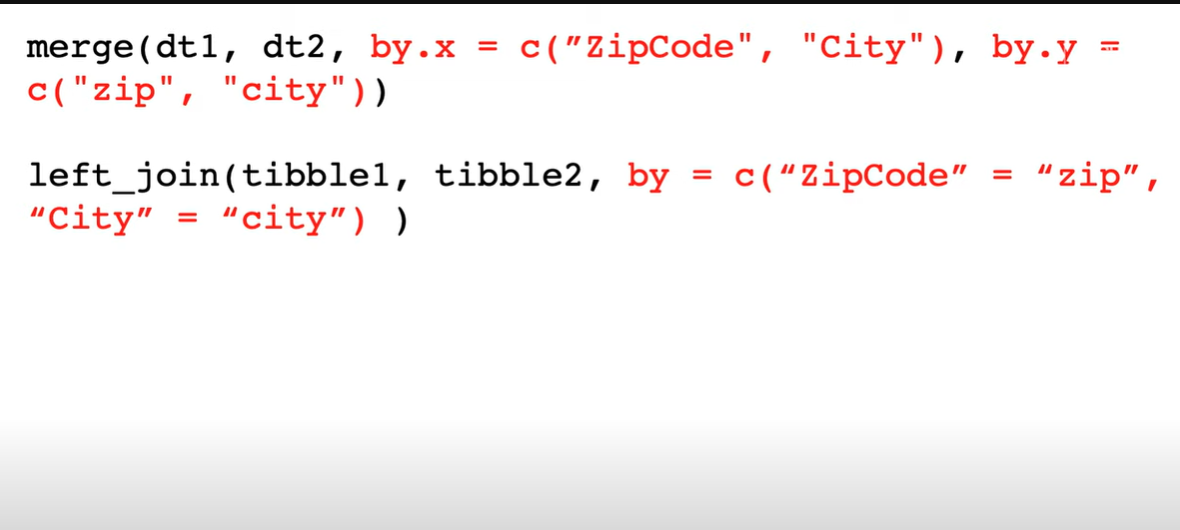 merge(dt1, dt2, by.x = c(”ZipCode", "City"), by.y =
c("zip", "city"))
left_join(tibble1, tibble2, by = c(“ZipCode” = “zip”,
“City” = “city”) )